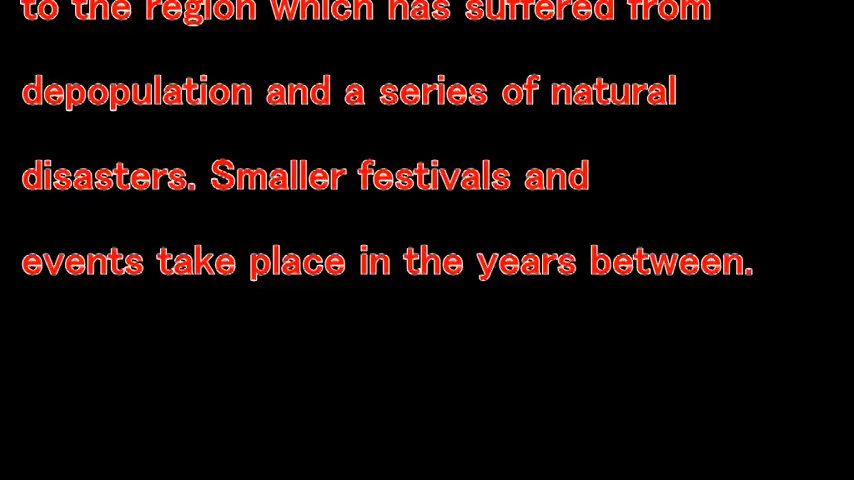 to the region which has suffered from
depopulation and a series of natural
disasters. Smaller festivals and
events take place in the years between.